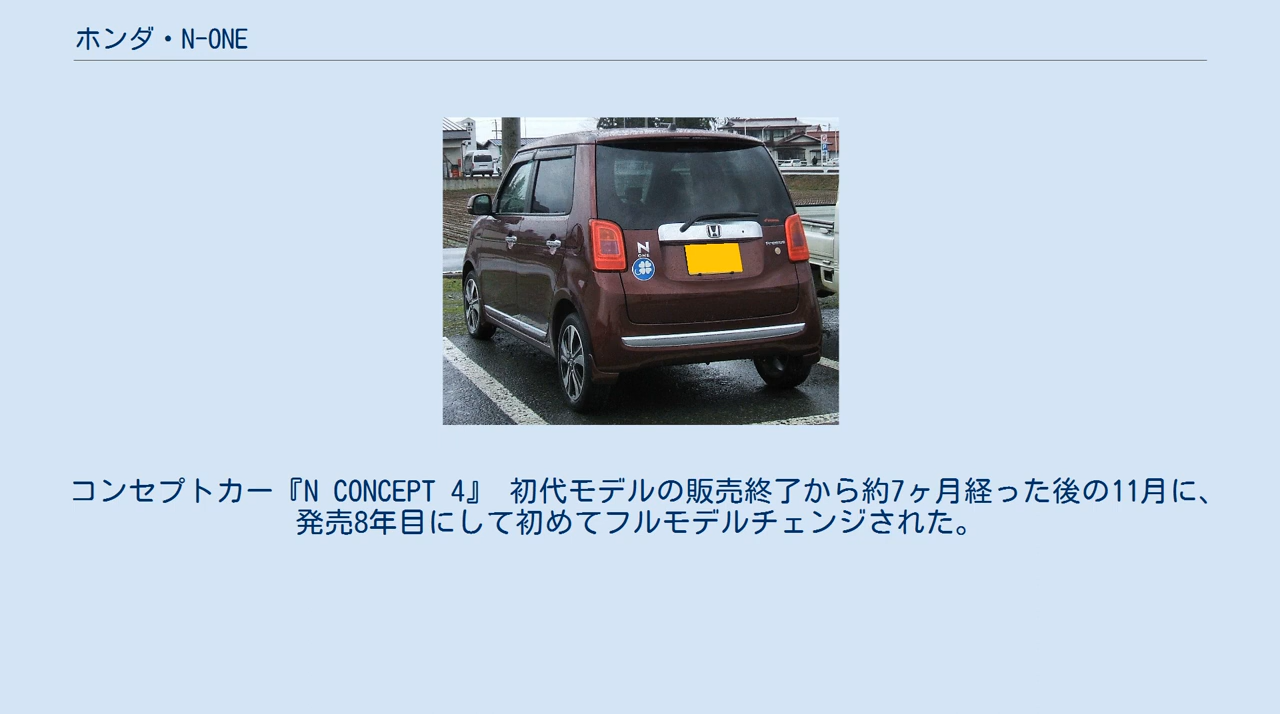 ホンダ・N-ONE
N
ONE
コンセプトカー『N CONCEPT 4』 初代モデルの販売終了から約7ヶ月経った後の11月に、
発売8年目にして初めてフルモデルチェンジされた。